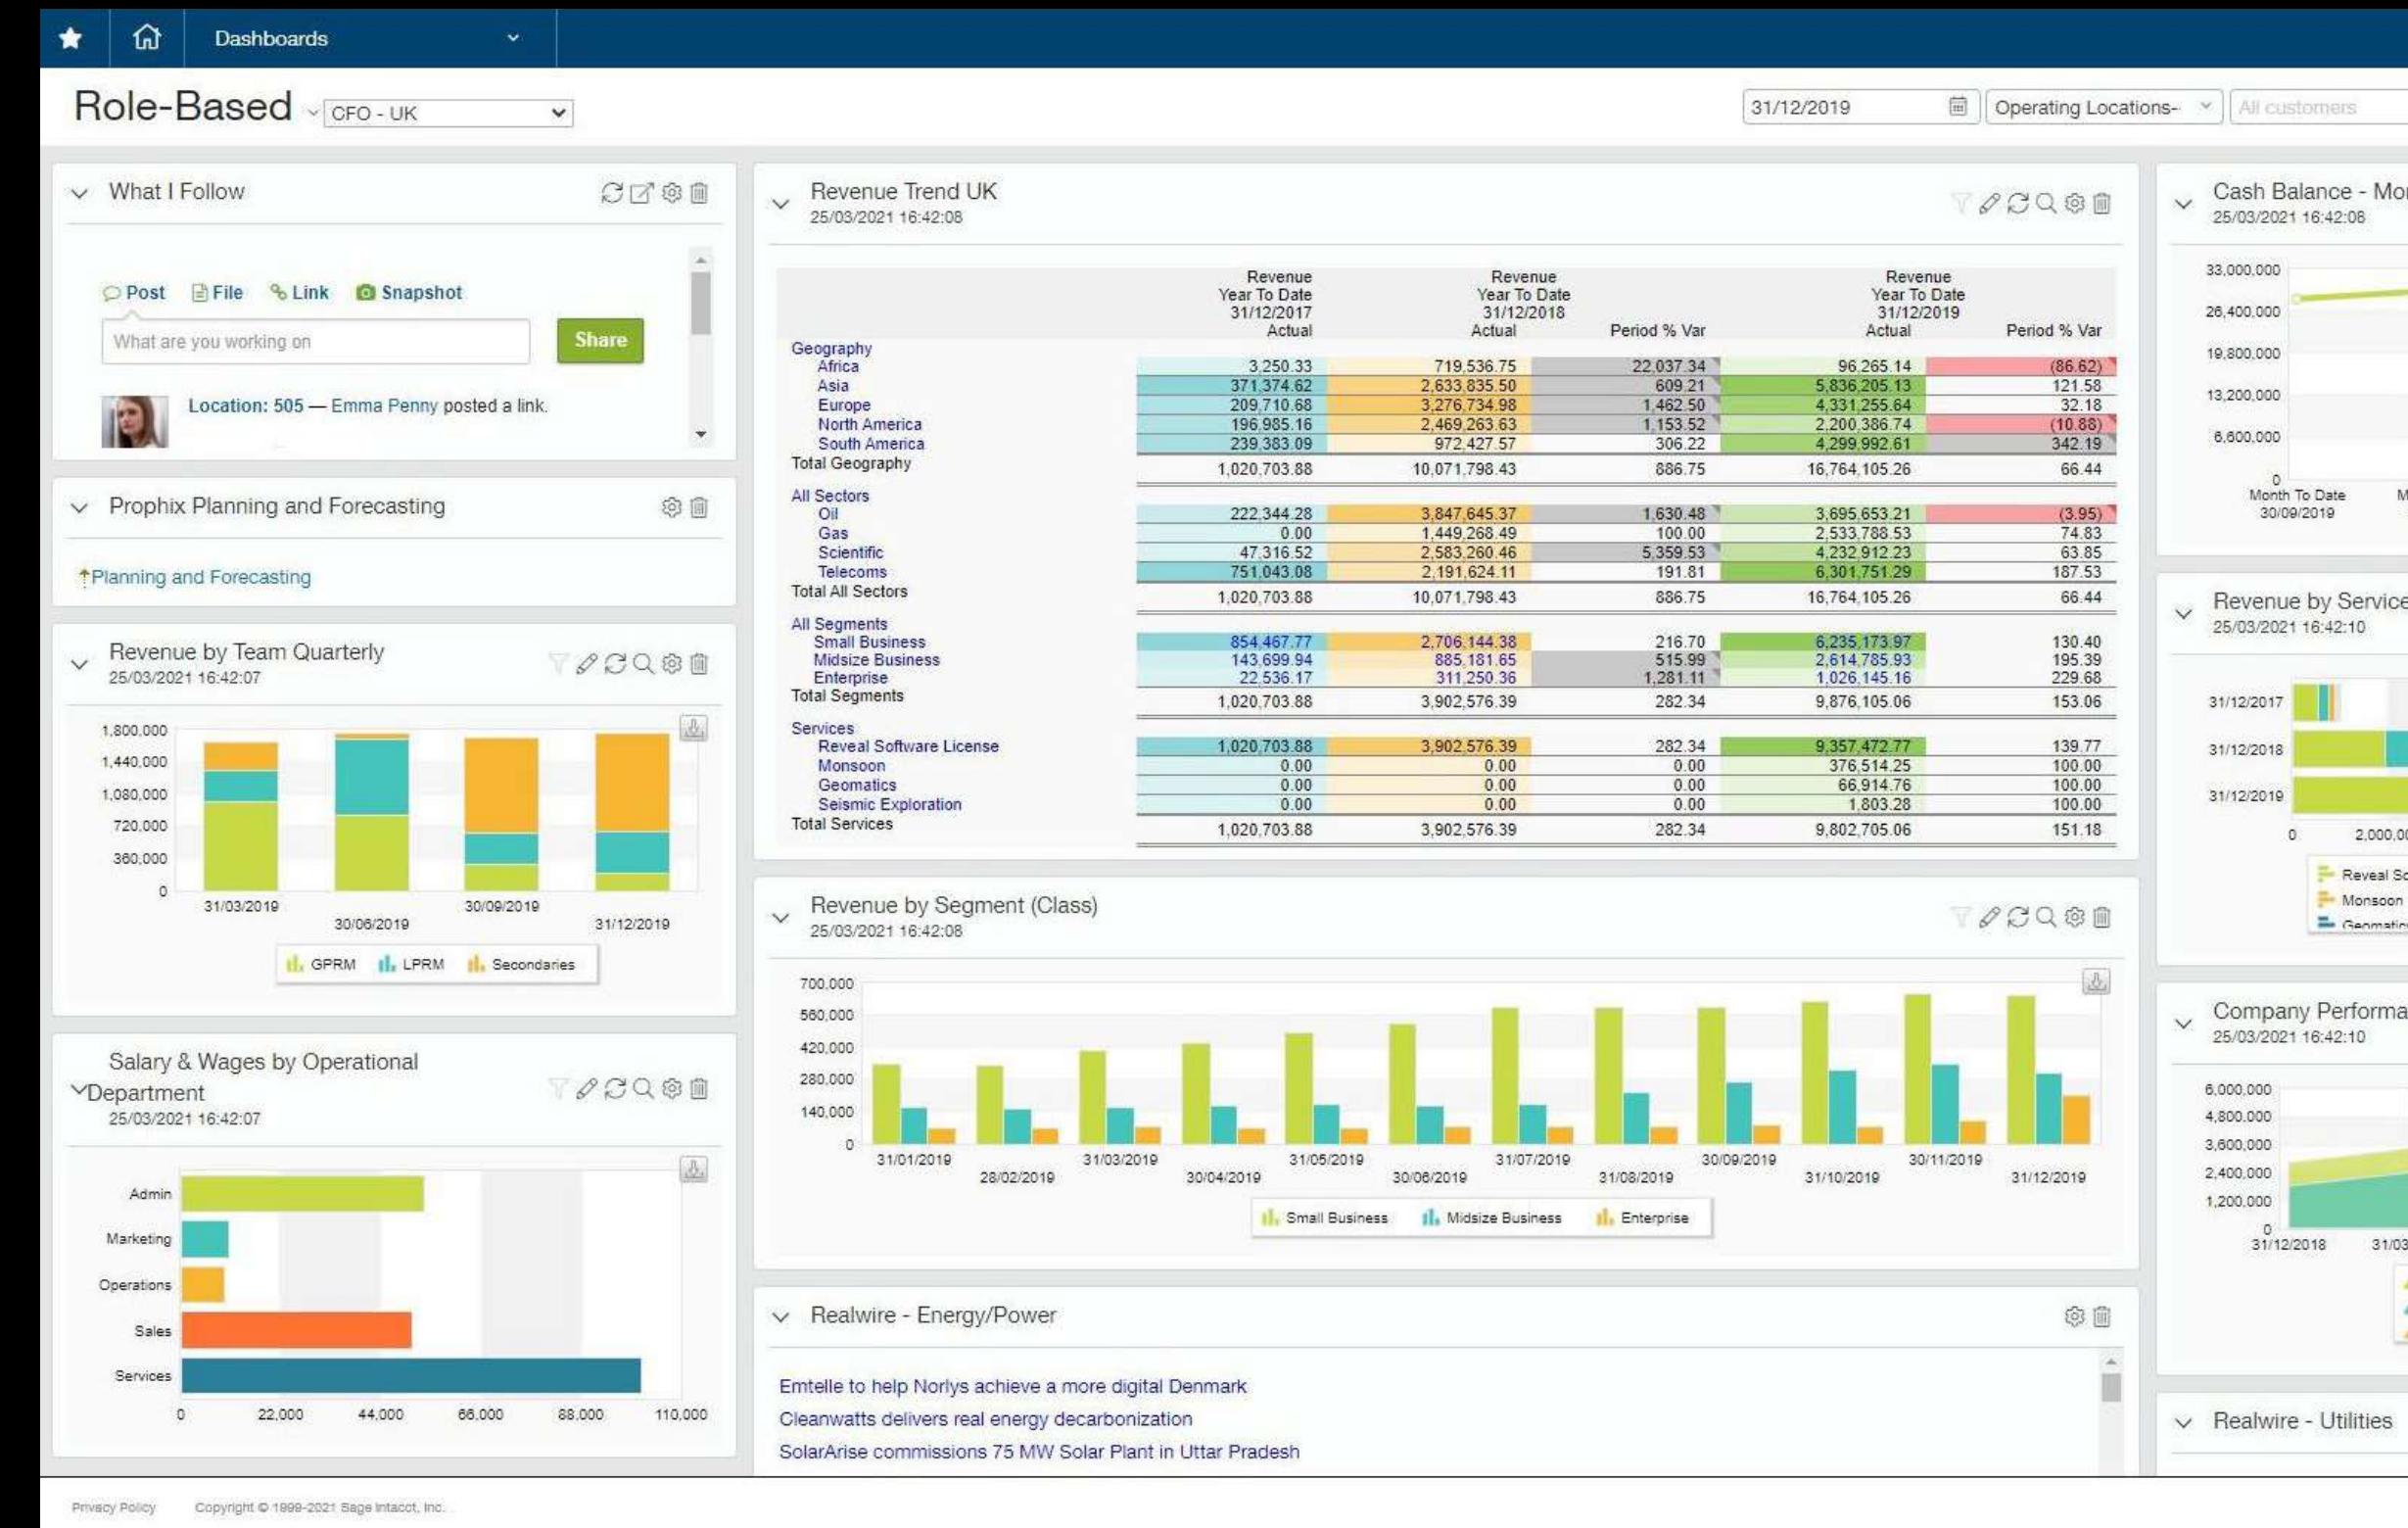 Dashboards
Role-Based CFO - UK
31/12/2019 Operating Locations- All customers
What I Follow
Post File Link Snapshot
What are you working on Share
Location: 505 — Emma Penny posted a link.
Prophix Planning and Forecasting
Planning and Forecasting
Revenue by Team Quarterly
25/03/2021 16:42:07
1,800,000
1,440,000
1,080,000
720,000
360,000
0
31/03/2019 30/09/2019
30/06/2019 31/12/2019
GPRM LPRM Secondaries
Salary & Wages by Operational
Department
25/03/2021 16:42:07
Admin
Marketing
Operations
Sales
Services
0 22,000 44,000 66,000 88,000 110,000
Revenue Trend UK
25/03/2021 16:42:08
Revenue Revenue Revenue
Year To Date Year To Date Year To Date
31/12/2017 31/12/2018 31/12/2019
Actual Actual Period % Var Actual Period % Var
Geography
Africa 3,250.33 719,536.75 22,037.34 96,265.14 (86.62)
Asia 371,374.62 2,633,835.50 609.21 5,836,205.13 121.58
Europe 209,710.68 3,276,734.98 1,462.50 4,331,255.64 32.18
North America 196,985.16 2,469,263.63 1,153.52 2,200,386.74 (10.88)
South America 239,383.09 972,427.57 306.22 4,299,992.61 342.19
Total Geography 1,020,703.88 10,071,798.43 886.75 16,764,105.26 66.44
All Sectors
Oil 222,344.28 3,847,645.37 1,630.48 3,695,653.21 (3.95)
Gas 0.00 1,449,268.49 100.00 2,533,788.53 74.83
Scientific 47,316.52 2,583,260.46 5,359.53 4,232,912.23 63.85
Telecoms 751,043.08 2,191,624.11 191.81 6,301,751.29 187.53
Total All Sectors 1,020,703.88 10,071,798.43 886.75 16,764,105.26 66.44
All Segments
Small Business 854,467.77 2,706,144.38 216.70 6,235,173.97 130.40
Midsize Business 143,699.94 885,181.65 515.99 2,614,785.93 195.39
Enterprise 22,536.17 311,250.36 1,281.11 1,026,145.16 229.68
Total Segments 1,020,703.88 3,902,576.39 282.34 9,876,105.06 153.06
Services
Reveal Software License 1,020,703.88 3,902,576.39 282.34 9,357,472.77 139.77
Monsoon 0.00 0.00 0.00 376,514.25 100.00
Geomatics 0.00 0.00 0.00 66,914.76 100.00
Seismic Exploration 0.00 0.00 0.00 1,803.28 100.00
Total Services 1,020,703.88 3,902,576.39 282.34 9,802,705.06 151.18
Revenue by Segment (Class)
25/03/2021 16:42:08
700,000
560,000
420,000
280,000
140,000
0
31/01/2019 31/03/2019 31/05/2019 31/07/2019 30/09/2019 30/11/2019
28/02/2019 30/04/2019 30/06/2019 31/08/2019 31/10/2019 31/12/2019
Small Business Midsize Business Enterprise
Realwire - Energy/Power
Emtelle to help Norlys achieve a more digital Denmark
Cleanwatts delivers real energy decarbonization
SolarArise commissions 75 MW Solar Plant in Uttar Pradesh
Cash Balance - Mon
25/03/2021 16:42:08
33,000,000
26,400,000
19,800,000
13,200,000
6,600,000
0
Month To Date M
30/09/2019
Revenue by Service
25/03/2021 16:42:10
31/12/2017
31/12/2018
31/12/2019
0 2,000,00
Reveal So
Monsoon
Geomatics
Company Performa
25/03/2021 16:42:10
6,000,000
4,800,000
3,600,000
2,400,000
1,200,000
0
31/12/2018 31/03
Realwire - Utilities
Privacy Policy Copyright © 1999-2021 Sage Intacct, Inc.